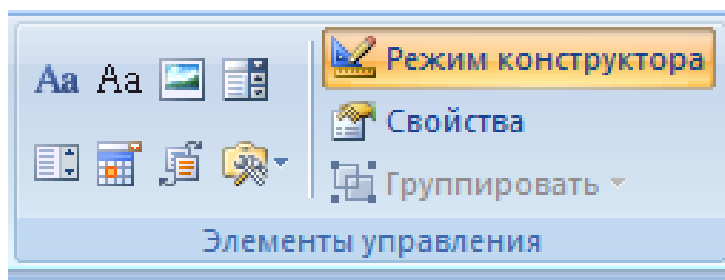 Aa Aa
Режим конструктора
Свойства
Группировать
Элементы управления